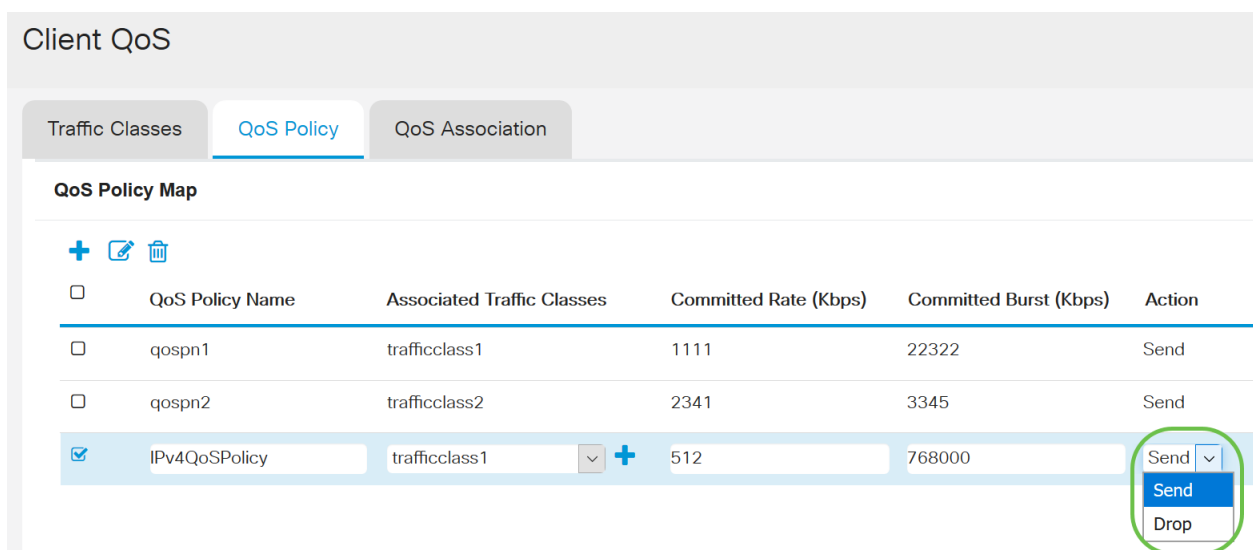 Client QoS
Traffic Classes QoS Policy QoS Association
QoS Policy Map
QoS Policy Name Associated Traffic Classes Committed Rate (Kbps) Committed Burst (Kbps) Action
qospn1 trafficclass1 1111 22322 Send
qospn2 trafficclass2 2341 3345 Send
IPv4QoSPolicy trafficclass1 512 768000 Send
Send
Drop